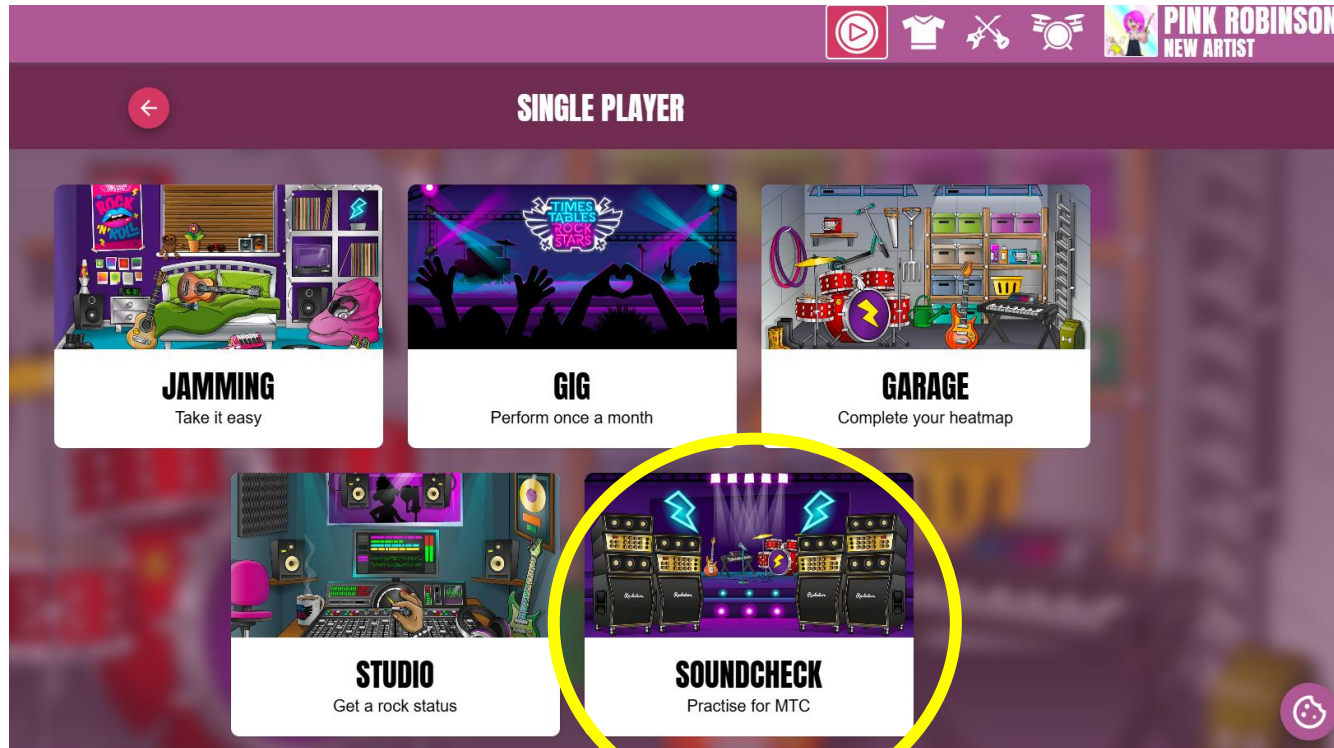 PINK ROBINSON
NEW ARTIST
SINGLE PLAYER
ROCK
'N'
ROLL
TIMES
TABLES
ROCK
STARS
JAMMING
Take it easy
GIG
Perform once a month
GARAGE
Complete your heatmap
STUDIO
Get a rock status
SOUNDCHECK
Practise for MTC